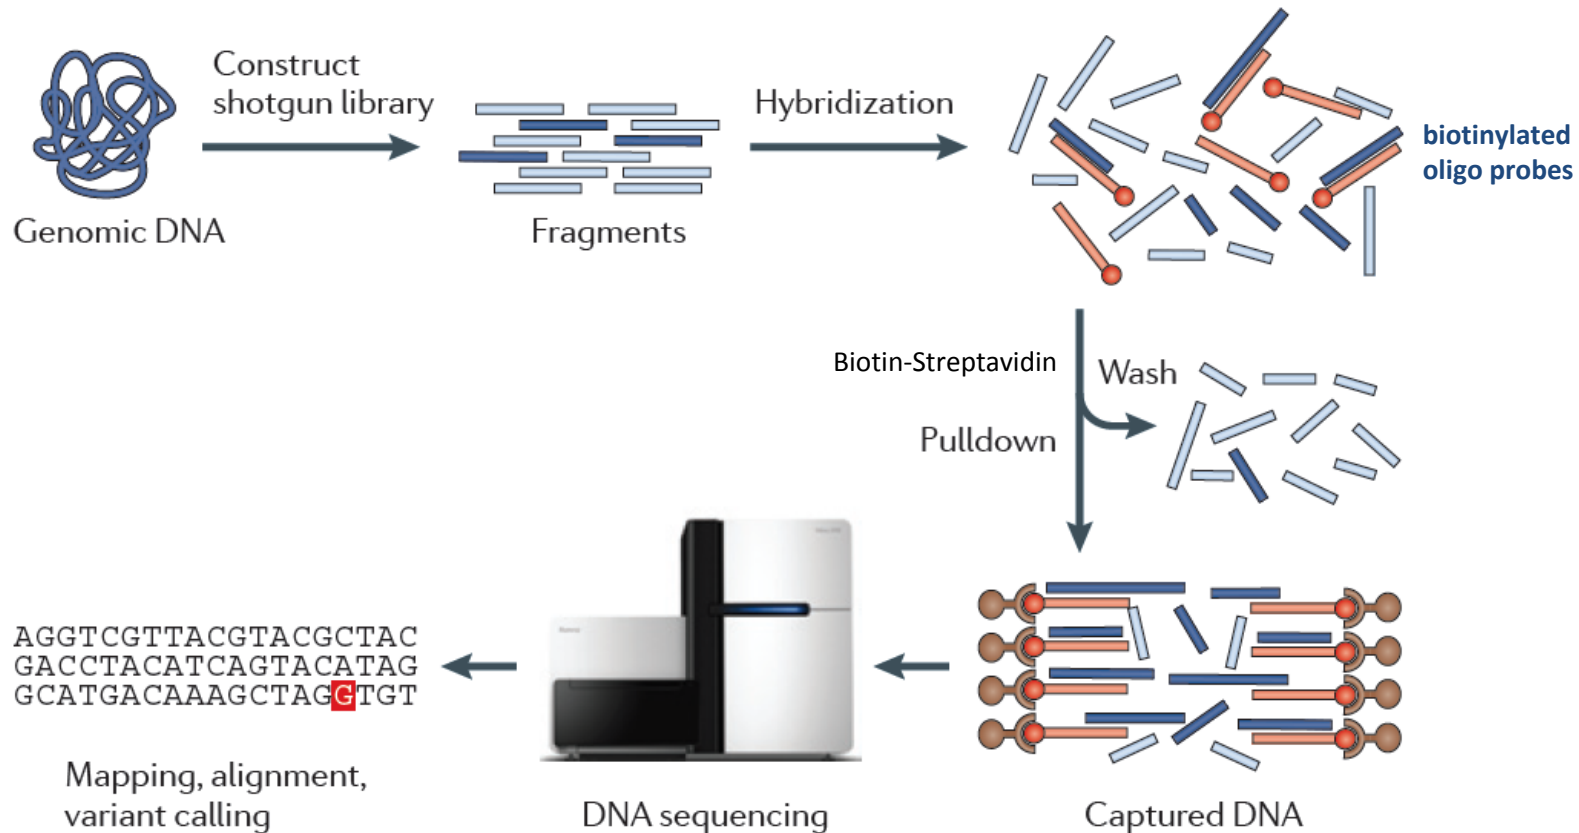 Construct
shotgun library
Genomic DNA
Fragments
Hybridization
biotinylated
oligo probes
Biotin-Streptavidin
Wash
Pulldown
Captured DNA
DNA sequencing
AGGTCGTTACGTACGCTAC
GACCTACATCAGTACATAG
GCATGACAAAGCTAGGTGT
Mapping, alignment,
variant calling